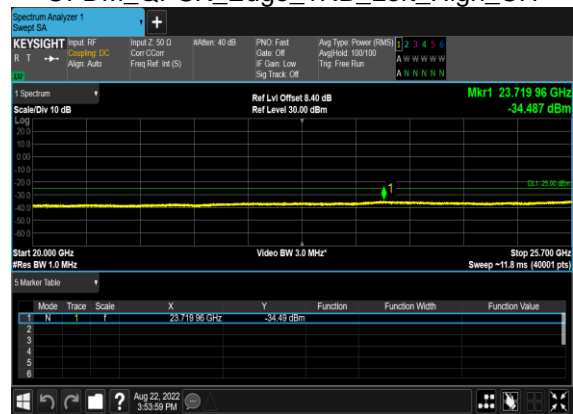 Spectrum Analyzer 1
Swept SA
KEYSIGHT Input: RF Input Z: 50 Ω #Atten: 40 dB PNO: Fast Avg Type: Power (RMS) 1 2 3 4 5 6
R T Coupling: DC Corr CCorr Gate: Off Avg|Hold: 100/100 A W W W W W
Align: Auto Freq Ref: Int (S) IF Gain: Low Trig: Free Run
LU Sig Track: Off A N N N N N
1 Spectrum Ref Lvl Offset 8.40 dB Mkr1 23.719 96 GHz
Scale/Div 10 dB Ref Level 30.00 dBm -34.487 dBm
Log
20.0
10.0
0.00
-10.0
-20.0 1 DL1 -25.00 dBm
-30.0
-40.0
-50.0
-60.0
Start 20.000 GHz Video BW 3.0 MHz* Stop 25.700 GHz
#Res BW 1.0 MHz Sweep ~11.8 ms (40001 pts)
5 Marker Table
Mode Trace Scale X Y Function Function Width Function Value
1 N 1 f 23.719 96 GHz -34.49 dBm
2
3
4
5
6
? Aug 22, 2022
3:53:59 PM